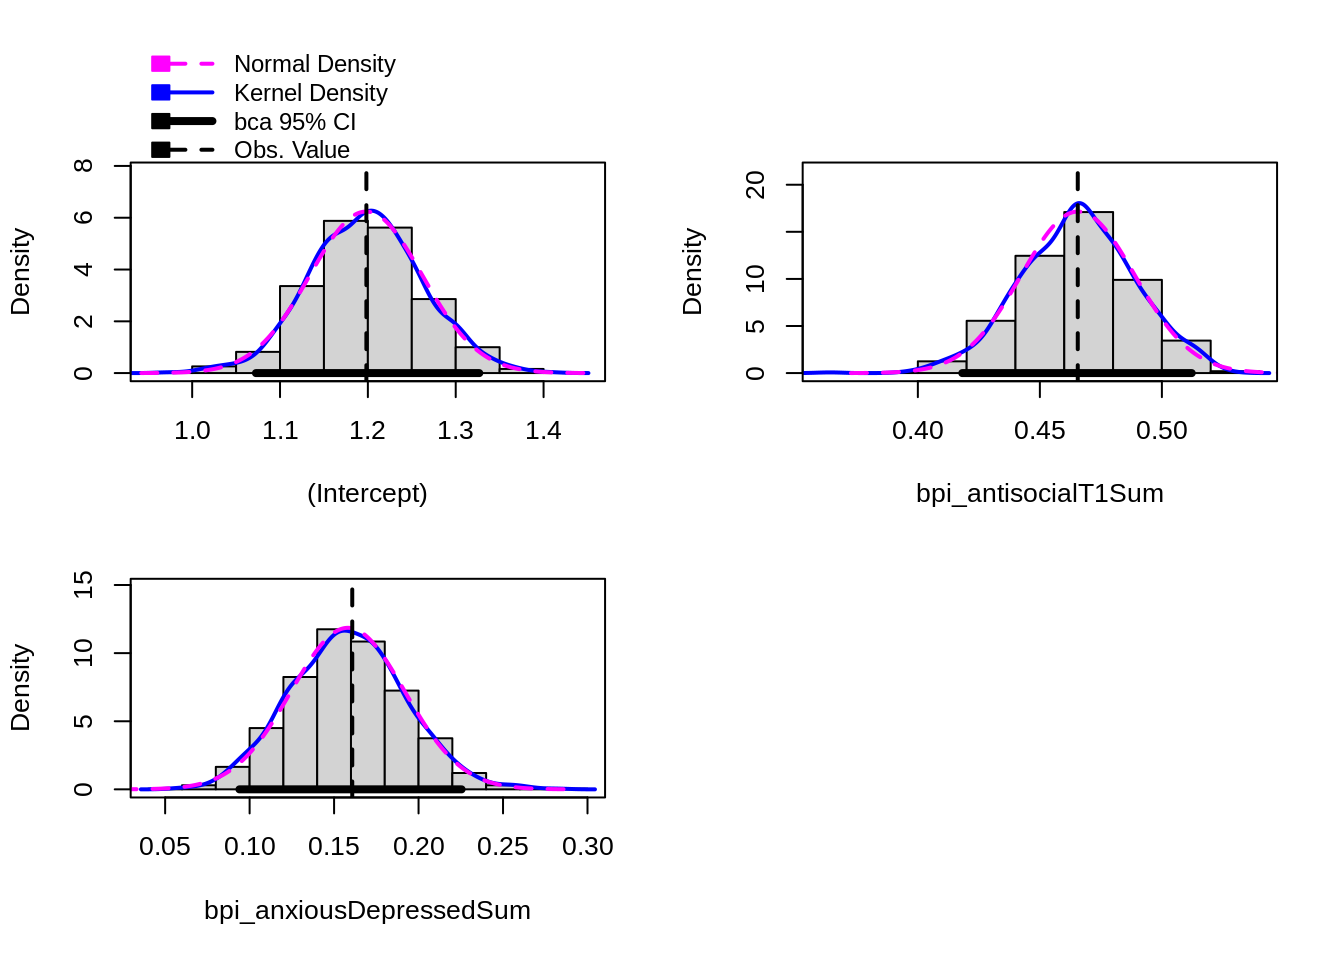 Normal Density
Kernel Density
bca 95% CI
Obs. Value
Density
0 2 4 6 8
1.0 1.1 1.2 1.3 1.4
(Intercept)
Density
0 5 10 20
0.40 0.45 0.50
bpi_antisocialT1Sum
Density
0 5 10 15
0.05 0.10 0.15 0.20 0.25 0.30
bpi_anxiousDepressedSum